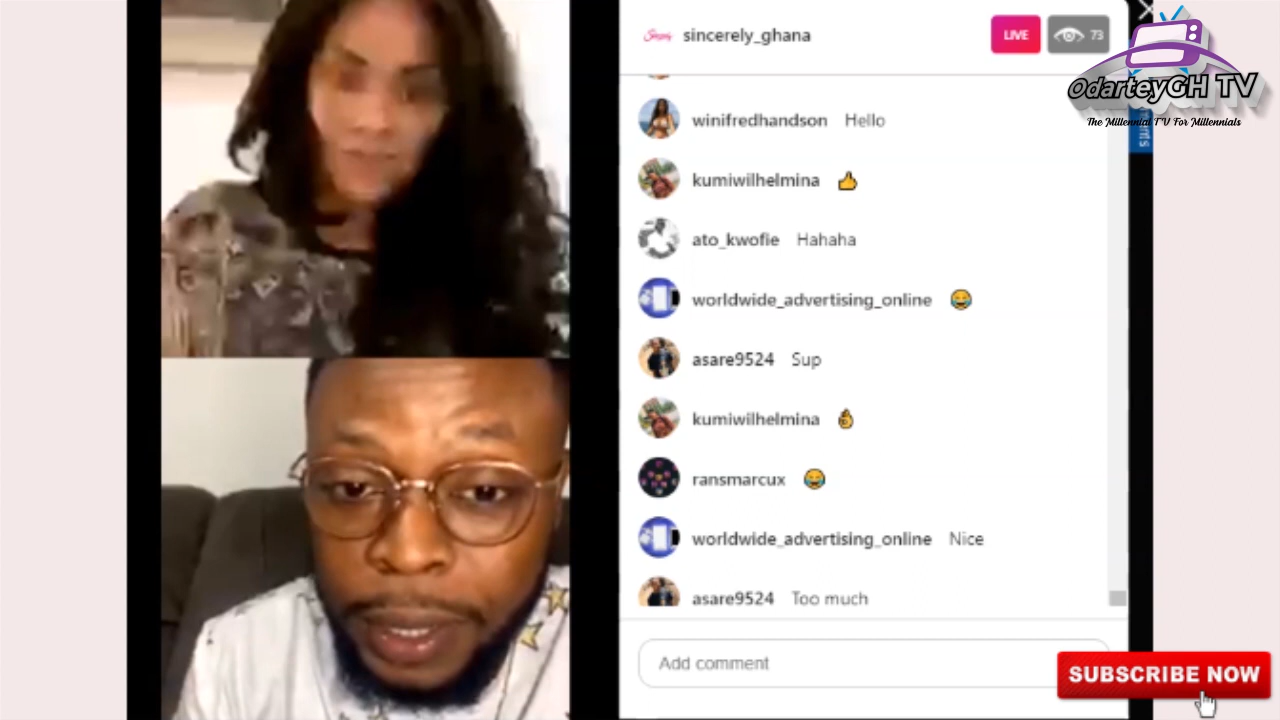 sincerely_ghana
LIVE
73
OdarteyGH TV
The Millennial TV For Millennials
winifredhandson Hello
kumiwilhelmina 👍
ato_kwofie Hahaha
worldwide_advertising_online 😂
asare9524 Sup
kumiwilhelmina 👌
ransmarcux 😂
worldwide_advertising_online Nice
asare9524 Too much
Add comment
SUBSCRIBE NOW